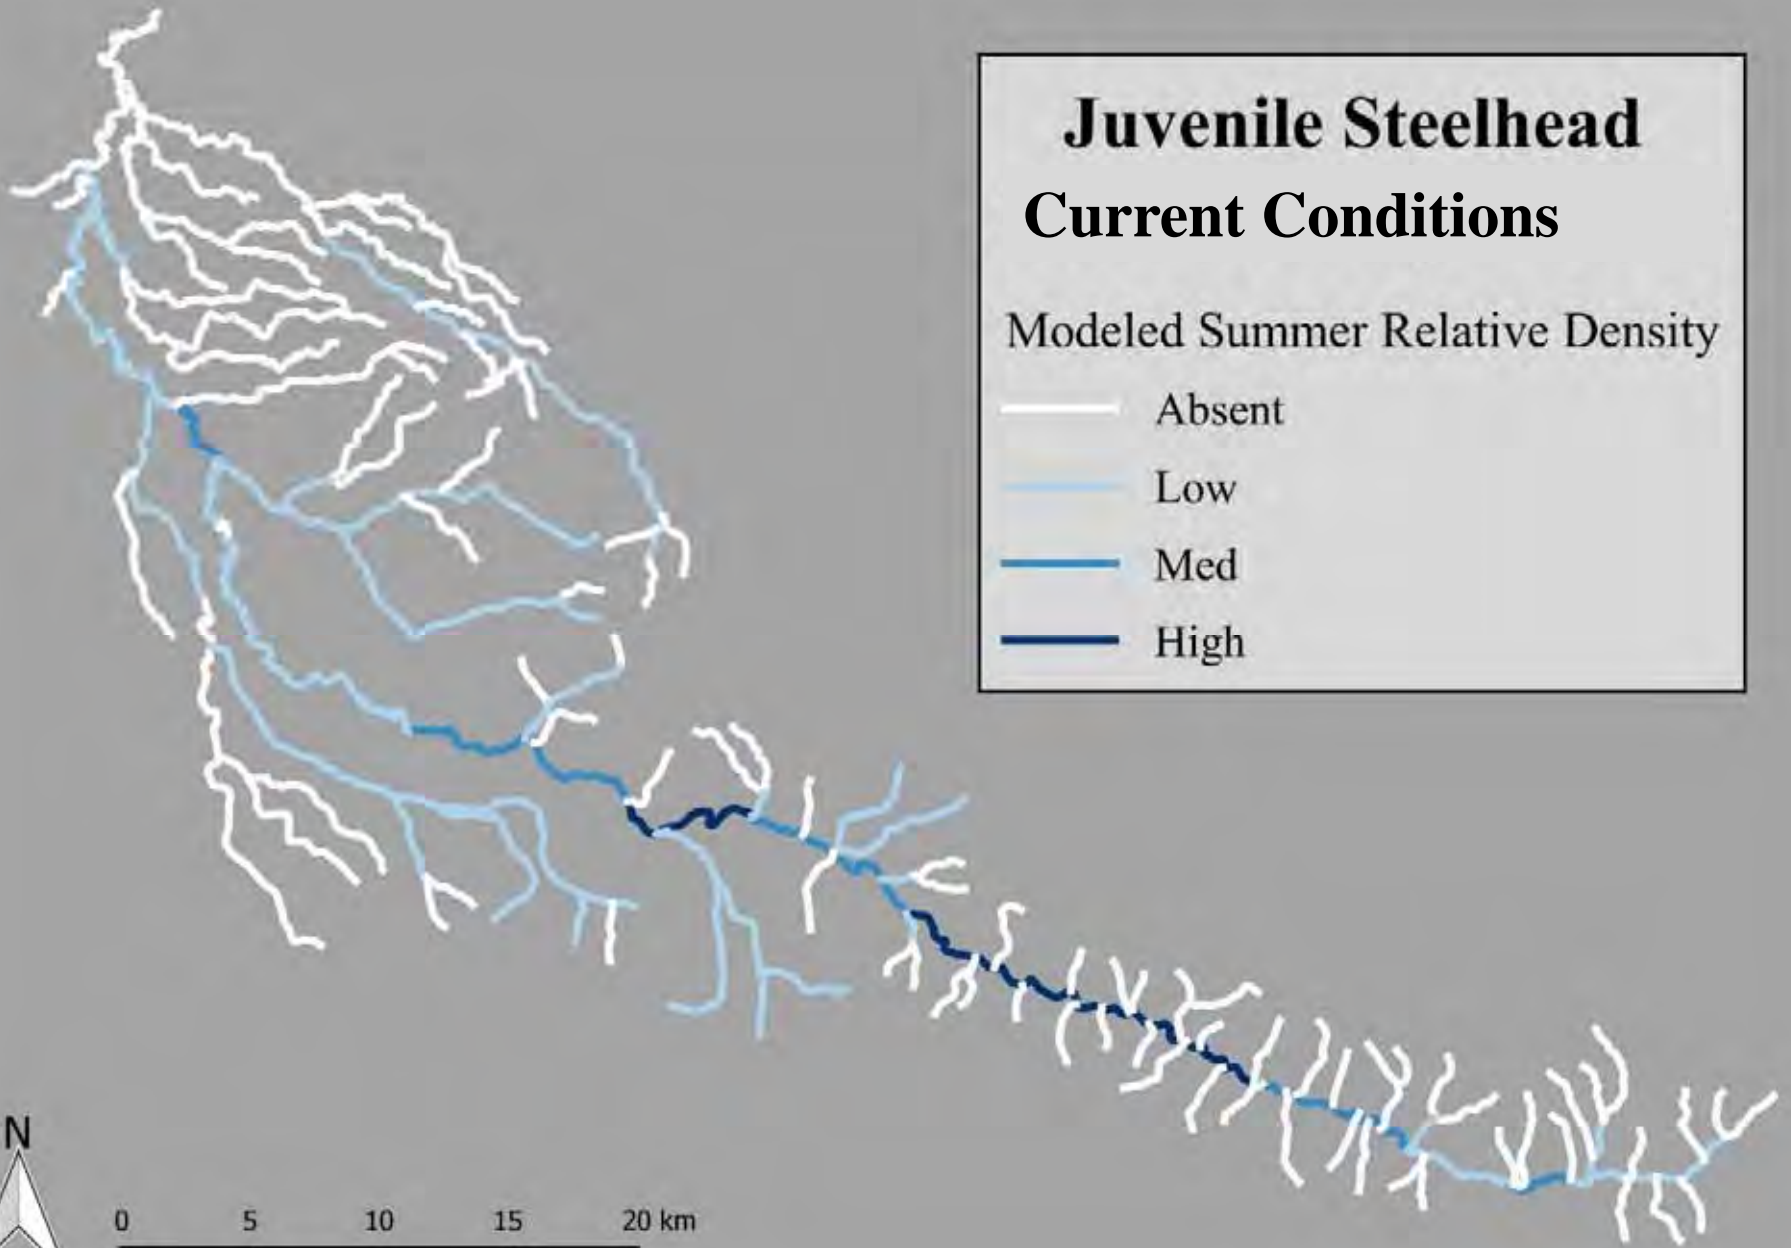 Juvenile Steelhead
Current Conditions
Modeled Summer Relative Density
Absent
Low
Med
High
N
0 5 10 15 20 km